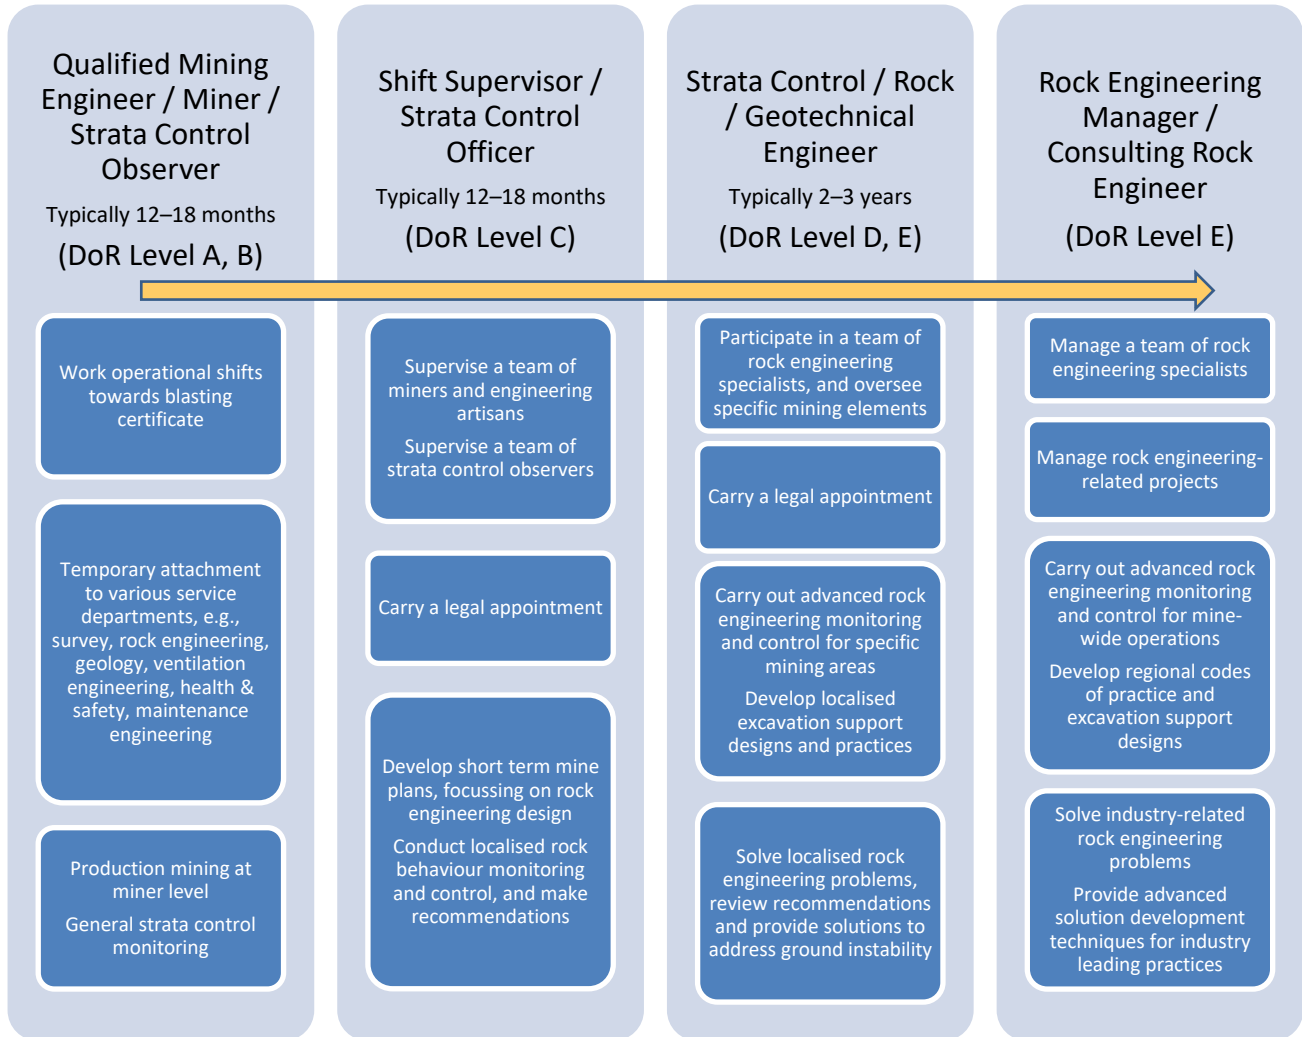 Qualified Mining
Engineer / Miner /
Strata Control
Observer
Typically 12–18 months
(DoR Level A, B)
Work operational shifts
towards blasting
certificate
Temporary attachment
to various service
departments, e.g.,
survey, rock engineering,
geology, ventilation
engineering, health &
safety, maintenance
engineering
Production mining at
miner level
General strata control
monitoring
Shift Supervisor /
Strata Control
Officer
Typically 12–18 months
(DoR Level C)
Supervise a team of
miners and engineering
artisans
Supervise a team of
strata control observers
Carry a legal appointment
Develop short term mine
plans, focussing on rock
engineering design
Conduct localised rock
behaviour monitoring
and control, and make
recommendations
Strata Control / Rock
/ Geotechnical
Engineer
Typically 2–3 years
(DoR Level D, E)
Participate in a team of
rock engineering
specialists, and oversee
specific mining elements
Carry a legal appointment
Carry out advanced rock
engineering monitoring
and control for specific
mining areas
Develop localised
excavation support
designs and practices
Solve localised rock
engineering problems,
review recommendations
and provide solutions to
address ground instability
Rock Engineering
Manager /
Consulting Rock
Engineer
(DoR Level E)
Manage a team of rock
engineering specialists
Manage rock engineering-
related projects
Carry out advanced rock
engineering monitoring
and control for mine-
wide operations
Develop regional codes
of practice and
excavation support
designs
Solve industry-related
rock engineering
problems
Provide advanced
solution development
techniques for industry
leading practices